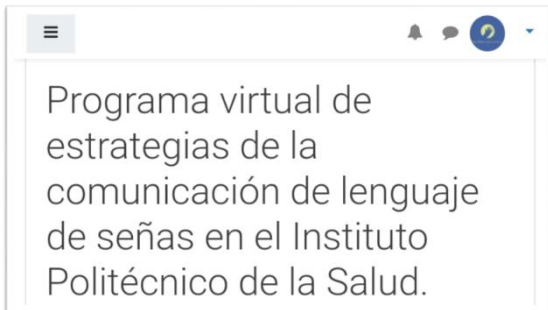 Programa virtual de
estrategias de la
comunicación de lenguaje
de señas en el Instituto
Politécnico de la Salud.